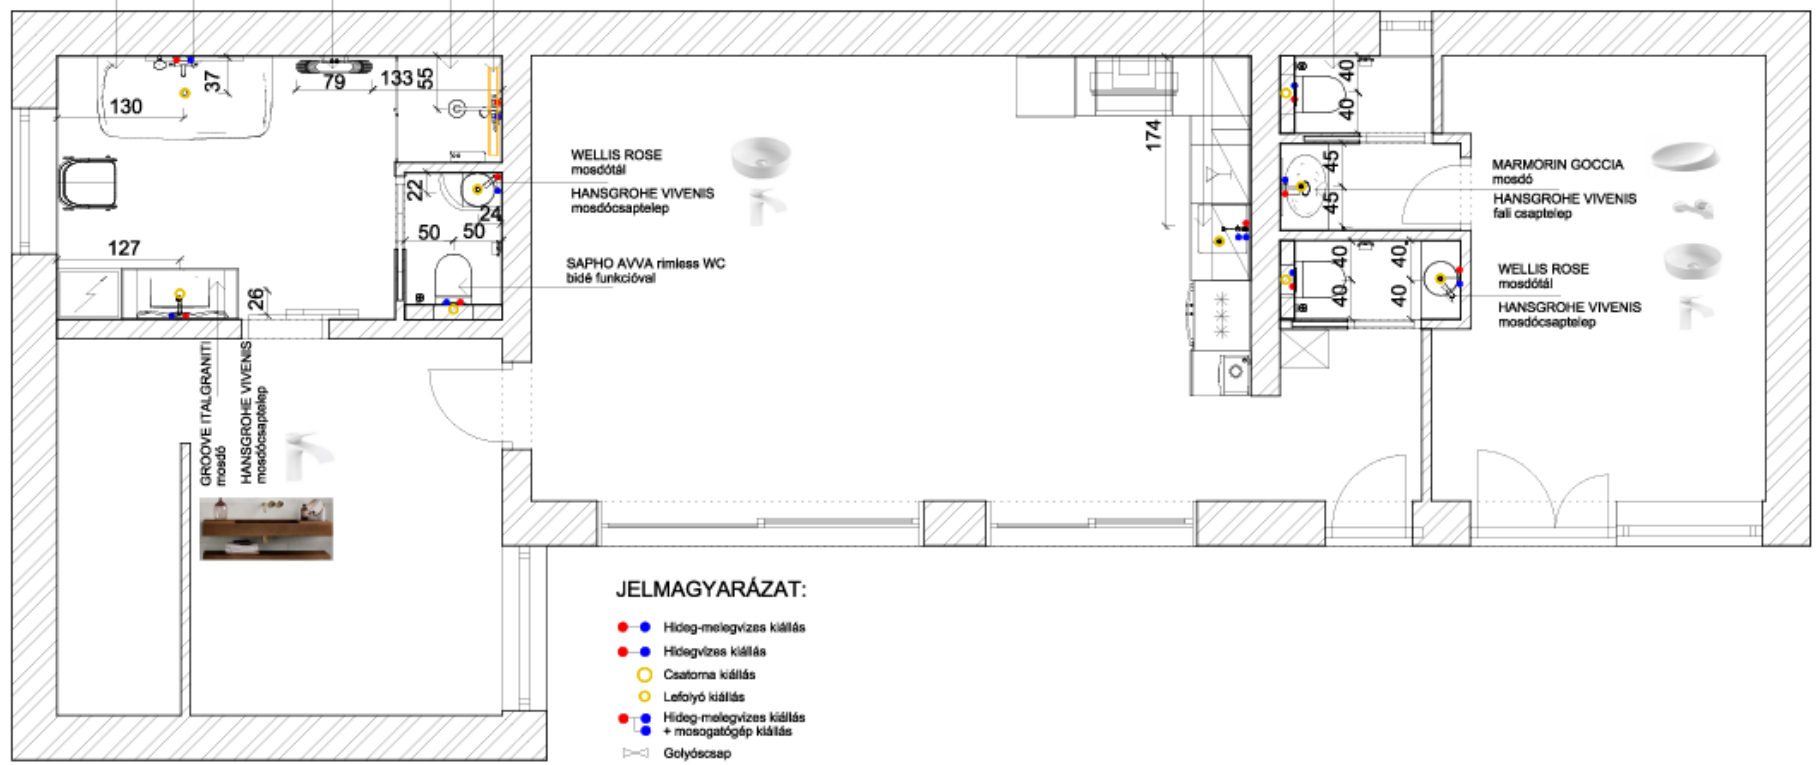 37
79
133
55
130
22
24
50
50
127
26
WELLIS ROSE
mosdótál
HANSGROHE VIVENIS
mosdócsaptelep
SAPHO AVVA rimless WC
bidé funkcióval
GROOVE ITALGRANITI
mosdó
HANSGROHE VIVENIS
mosdócsaptelep
174
40
40
45
45
40
40
40
40
MARMORIN GOCCIA
mosdó
HANSGROHE VIVENIS
fali csaptelep
WELLIS ROSE
mosdótál
HANSGROHE VIVENIS
mosdócsaptelep
JELMAGYARÁZAT:
Hideg-melegvizes kiállás
Hidegvizes kiállás
Csatorna kiállás
Lefolyó kiállás
Hideg-melegvizes kiállás
+ mosogatógép kiállás
Golyóscsap